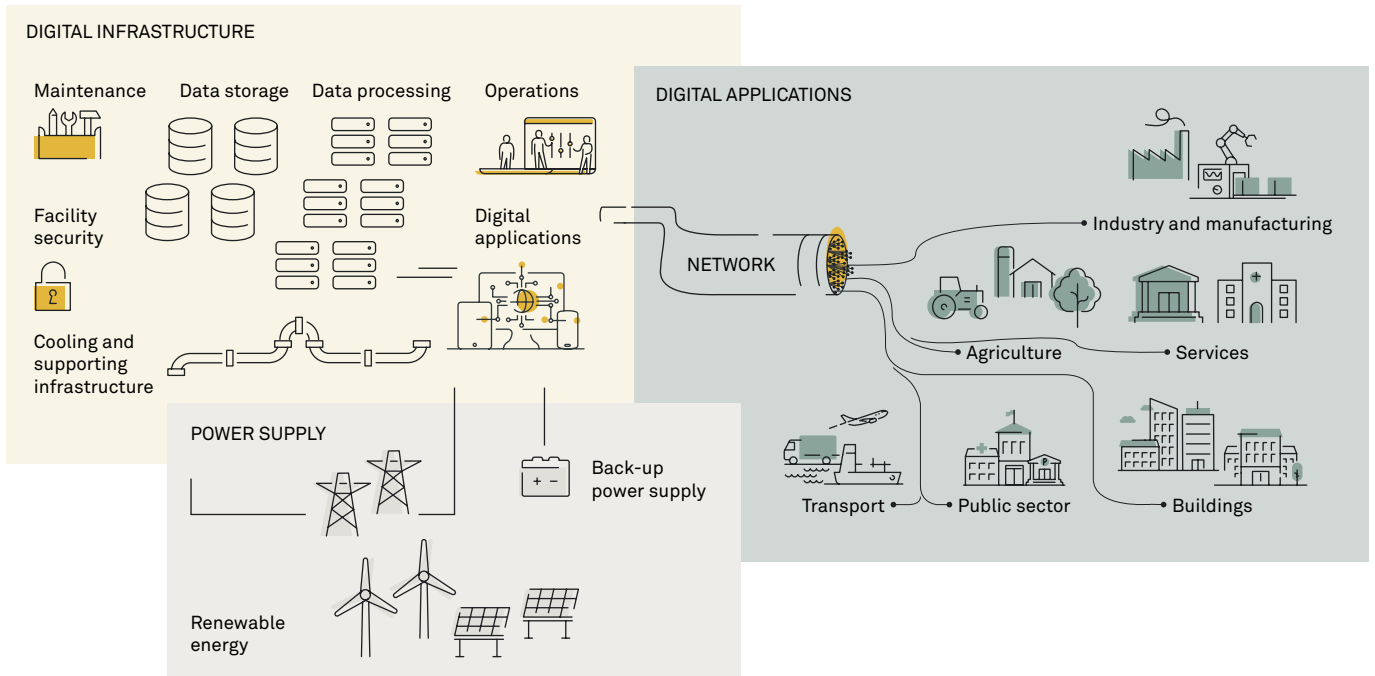 DIGITAL INFRASTRUCTURE
Maintenance
Data storage
Data processing
Operations
Facility
security
Digital
applications
Cooling and
supporting
infrastructure
NETWORK
DIGITAL APPLICATIONS
Industry and manufacturing
Agriculture
Services
Transport
Public sector
Buildings
POWER SUPPLY
Back-up
power supply
Renewable
energy